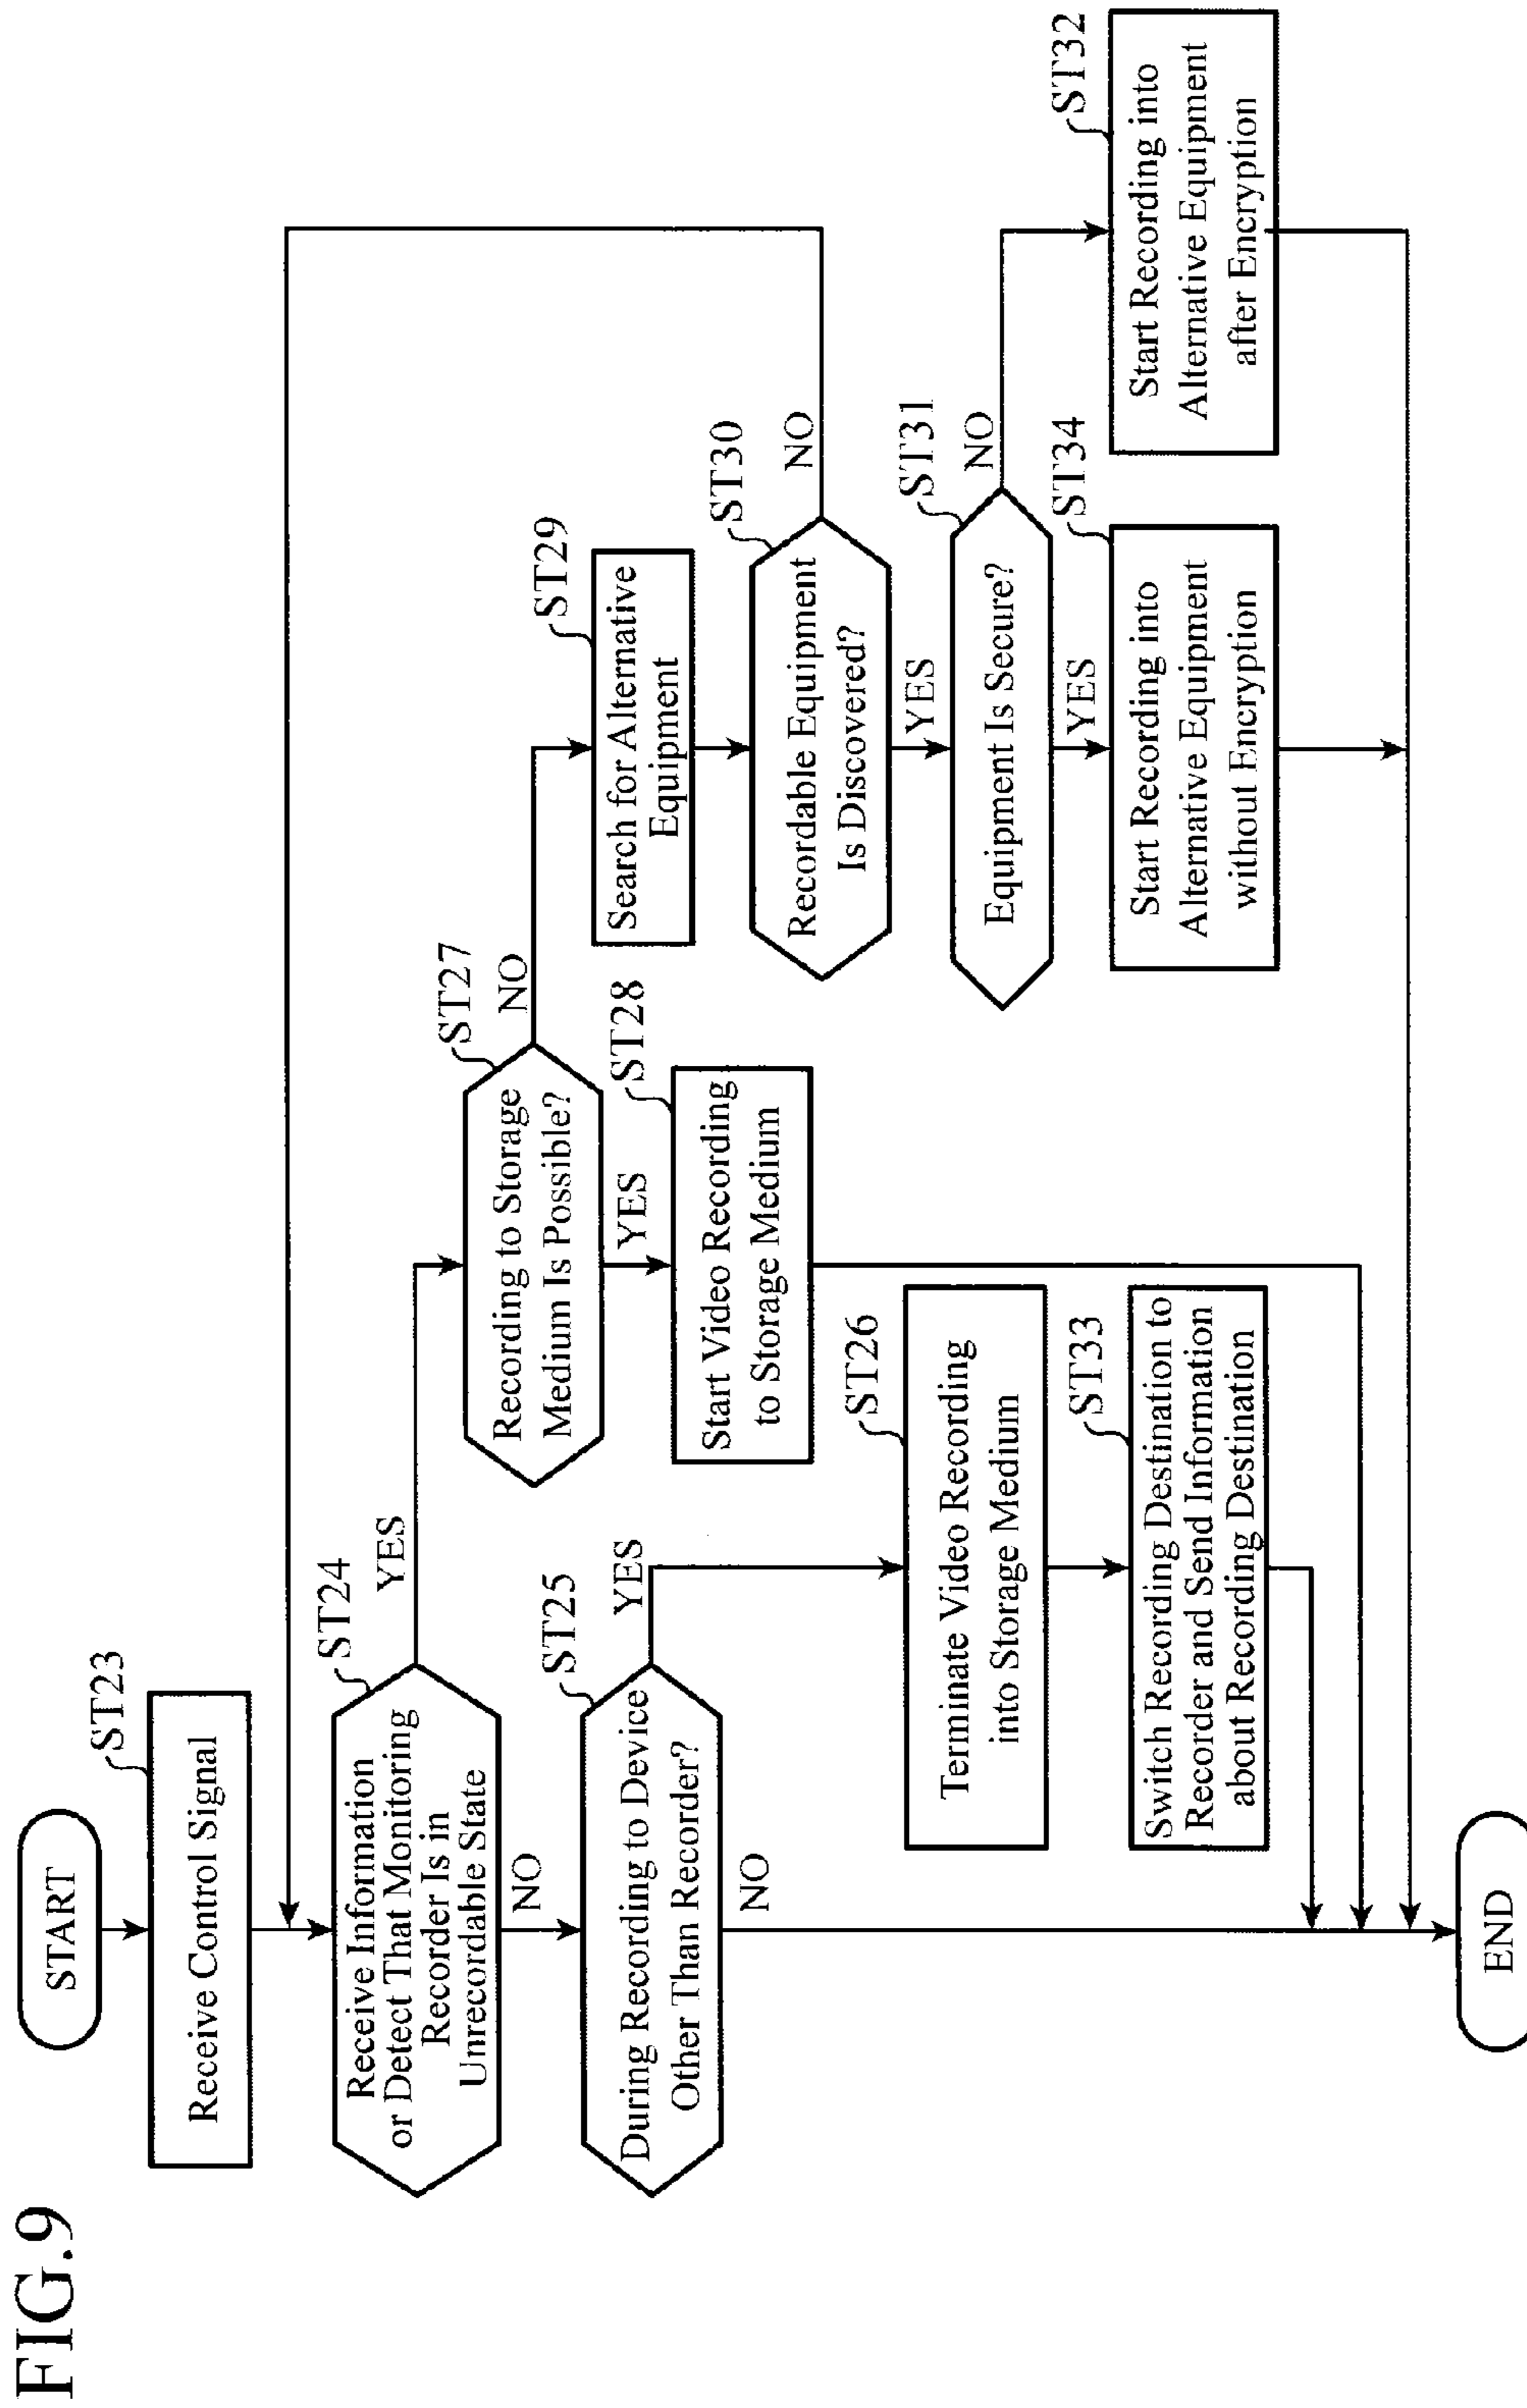 FIG.9
START
ST23
Receive Control Signal
ST24
Receive Information
or Detect That Monitoring
Recorder Is in
Unrecordable State
YES
NO
ST25
During Recording to Device
Other Than Recorder?
YES
NO
ST27
Recording to Storage
Medium Is Possible?
NO
YES
ST28
Start Video Recording
to Storage Medium
ST26
Terminate Video Recording
into Storage Medium
ST33
Switch Recording Destination to
Recorder and Send Information
about Recording Destination
ST29
Search for Alternative
Equipment
ST30
Recordable Equipment
Is Discovered?
NO
YES
ST31
Equipment Is Secure?
NO
YES
ST34
Start Recording into
Alternative Equipment
without Encryption
ST32
Start Recording into
Alternative Equipment
after Encryption
END